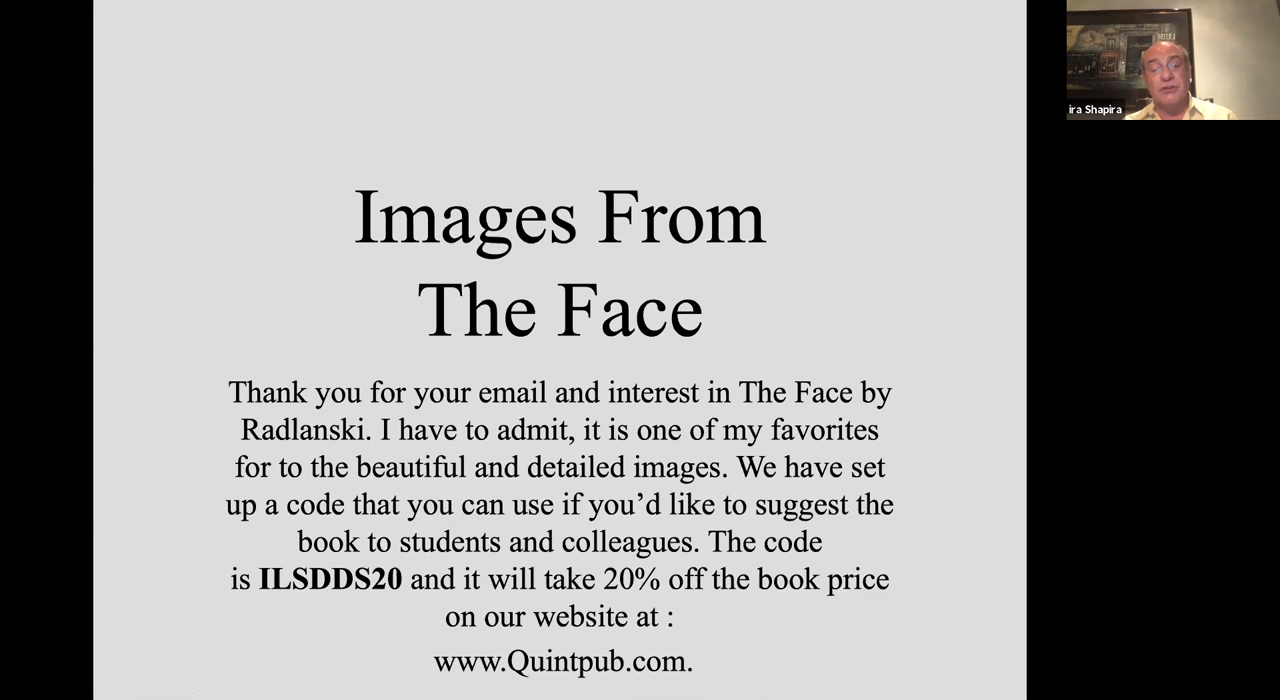 Images From
The Face
Thank you for your email and interest in The Face by
Radlanski. I have to admit, it is one of my favorites
for to the beautiful and detailed images. We have set
up a code that you can use if you’d like to suggest the
book to students and colleagues. The code
is ILSDDS20 and it will take 20% off the book price
on our website at :
www.Quintpub.com.
ira Shapira